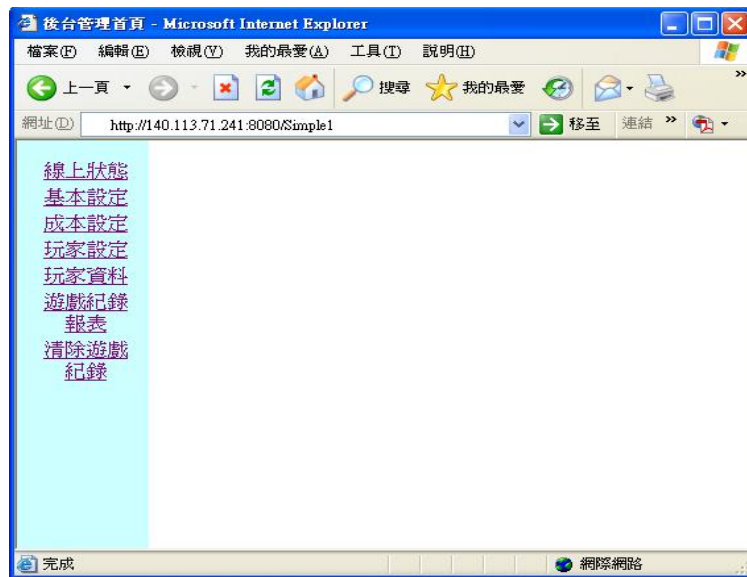 後台管理首頁 - Microsoft Internet Explorer
檔案(F) 編輯(E) 檢視(V) 我的最愛(A) 工具(T) 說明(H)
上一頁 搜尋 我的最愛 »
網址(D) http://140.113.71.241:8080/Simple1 移至 連結 »
線上狀態
基本設定
成本設定
玩家設定
玩家資料
遊戲紀錄
報表
清除遊戲
紀錄
完成 網際網路